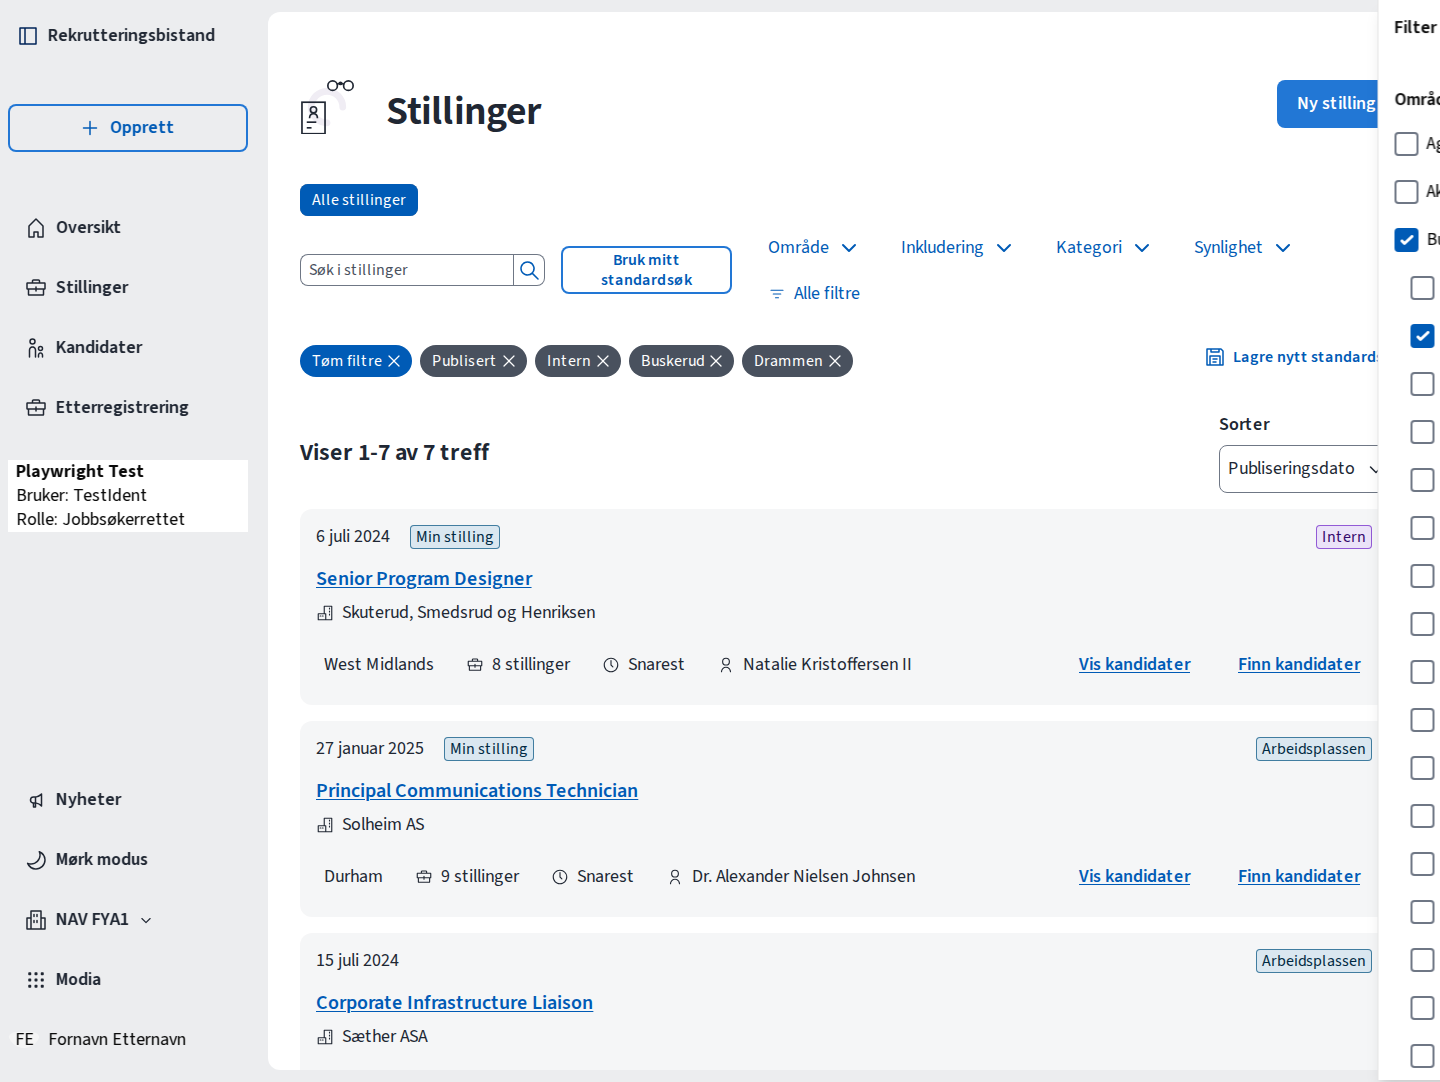 Rekrutteringsbistand
Opprett
Oversikt
Stillinger
Kandidater
Etterregistrering
Playwright Test
Bruker: TestIdent
Rolle: Jobbsøkerrettet
Nyheter
Mørk modus
NAV FYA1
Media
FE Fornavn Etternavn
Stillinger
Ny stilling
Alle stillinger
Søk i stillinger
Bruk mitt
standardsøk
Område
Inkludering
Kategori
Synlighet
Alle filtre
Tøm filtre
Publisert
Intern
Buskerud
Drammen
Lagre nytt standards
Viser 1-7 av 7 treff
Sorter
Publiseringsdato
6 juli 2024 Min stilling Intern
Senior Program Designer
Skuterud, Smedsrud og Henriksen
West Midlands 8 stillinger Snarest Natalie Kristoffersen II Vis kandidater Finn kandidater
27 januar 2025 Min stilling Arbeidsplassen
Principal Communications Technician
Solheim AS
Durham 9 stillinger Snarest Dr. Alexander Nielsen Johnsen Vis kandidater Finn kandidater
15 juli 2024 Arbeidsplassen
Corporate Infrastructure Liaison
Sæther ASA
Filter
Områd
Ag
Ak
Bu